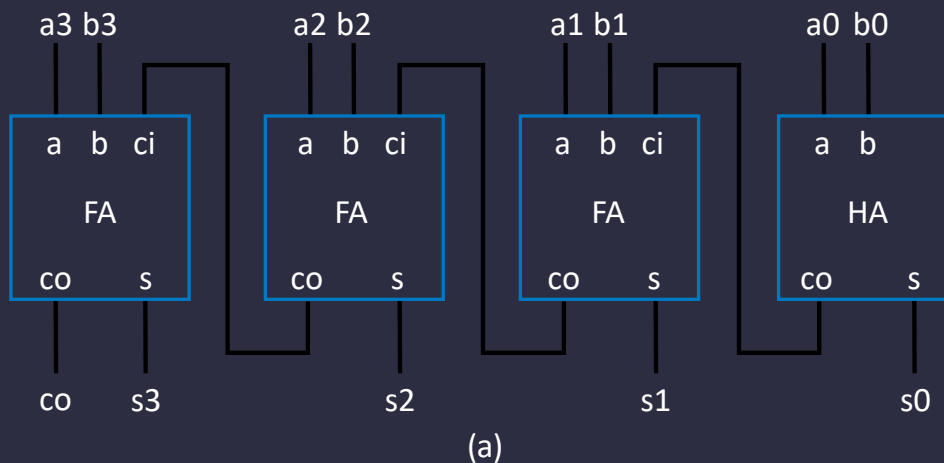 a3 b3 a2 b2 a1 b1 a0 b0
a b ci a b ci a b ci a b
FA FA FA HA
co s co s co s co s
co s3 s2 s1 s0
(a)